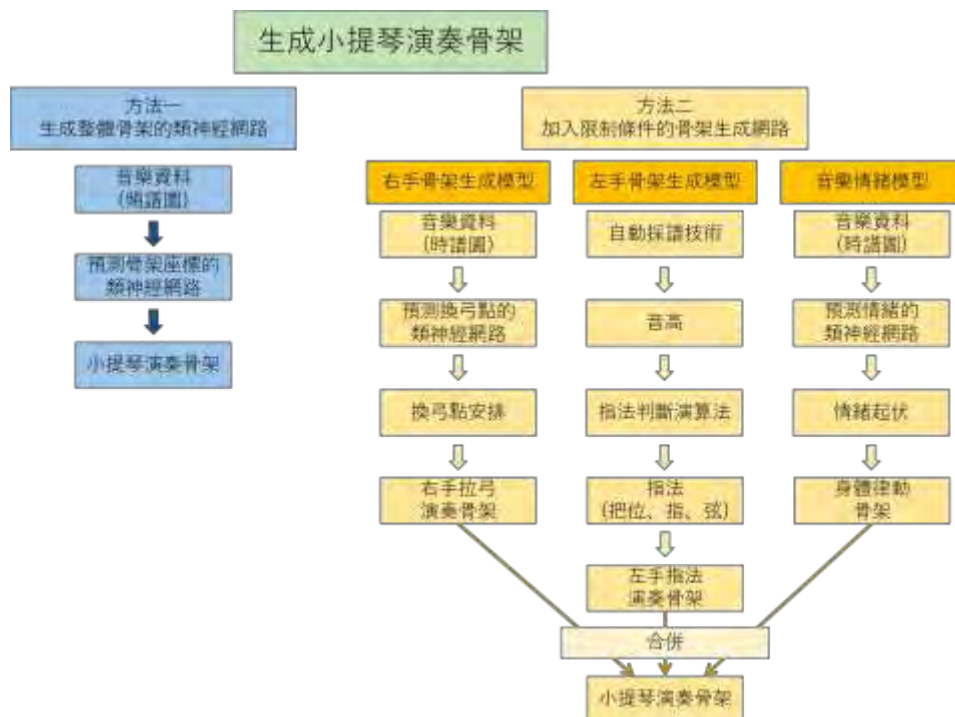 生成小提琴演奏骨架
方法一
生成整體骨架的類神經網路
音樂資料
(頻譜圖)
預測骨架座標的
類神經網路
小提琴演奏骨架
方法二
加入限制條件的骨架生成網路
右手骨架生成模型
音樂資料
(時譜圖)
預測換弓點的
類神經網路
換弓點安排
右手拉弓
演奏骨架
左手骨架生成模型
自動採譜技術
音高
指法判斷演算法
指法
(把位、指、弦)
左手指法
演奏骨架
音樂情緒模型
音樂資料
(時譜圖)
預測情緒的
類神經網路
情緒起伏
身體律動
骨架
合併
小提琴演奏骨架